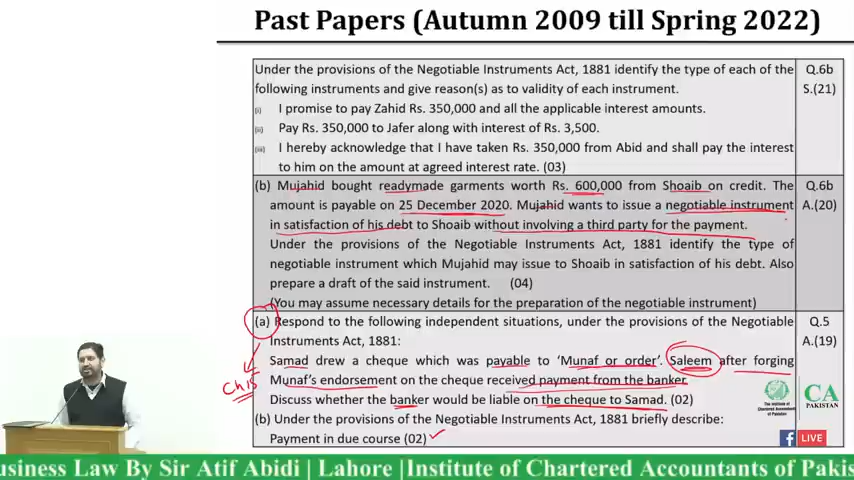 Past Papers (Autumn 2009 till Spring 2022)
Under the provisions of the Negotiable Instruments Act, 1881 identify the type of each of the
following instruments and give reason(s) as to validity of each instrument.
(i) I promise to pay Zahid Rs. 350,000 and all the applicable interest amounts.
(ii) Pay Rs. 350,000 to Jafer along with interest of Rs. 3,500.
(iii) I hereby acknowledge that I have taken Rs. 350,000 from Abid and shall pay the interest
to him on the amount at agreed interest rate. (03)
Q.6b
S.(21)
(b) Mujahid bought readymade garments worth Rs. 600,000 from Shoaib on credit. The
amount is payable on 25 December 2020. Mujahid wants to issue a negotiable instrument
in satisfaction of his debt to Shoaib without involving a third party for the payment.
Under the provisions of the Negotiable Instruments Act, 1881 identify the type of
negotiable instrument which Mujahid may issue to Shoaib in satisfaction of his debt. Also
prepare a draft of the said instrument. (04)
(You may assume necessary details for the preparation of the negotiable instrument)
Q.6b
A.(20)
(a) Respond to the following independent situations, under the provisions of the Negotiable
Instruments Act, 1881:
Samad drew a cheque which was payable to ‘Munaf or order’. Saleem after forging
Munaf’s endorsement on the cheque received payment from the banker.
Discuss whether the banker would be liable on the cheque to Samad. (02)
(b) Under the provisions of the Negotiable Instruments Act, 1881 briefly describe:
Payment in due course (02)
Q.5
A.(19)
Ch15
The Institute of
Chartered Accountants
of Pakistan
CA
PAKISTAN
f LIVE
usiness Law By Sir Atif Abidi | Lahore |Institute of Chartered Accountants of Pakis